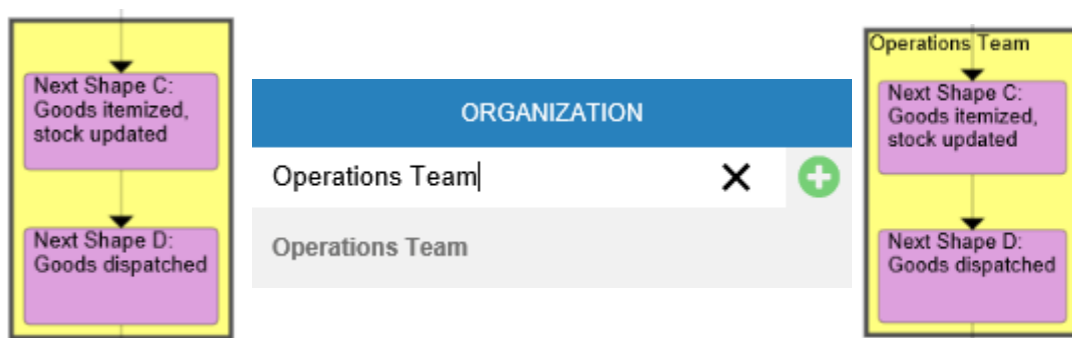 Next Shape C:
Goods itemized,
stock updated
Next Shape D:
Goods dispatched
ORGANIZATION
Operations Team
Operations Team
Operations Team
Next Shape C:
Goods itemized,
stock updated
Next Shape D:
Goods dispatched